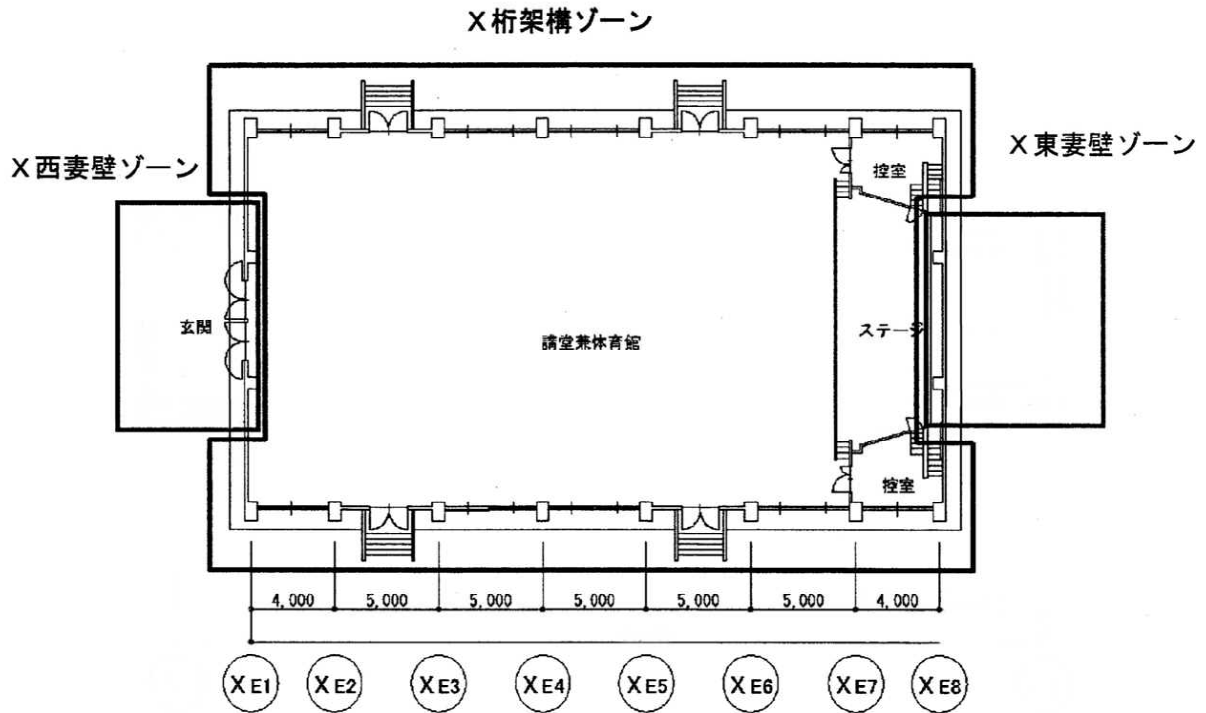 X桁架構ゾーン
X西妻壁ゾーン
X東妻壁ゾーン
控室
玄関
講堂兼体育館
ステージ
控室
4,000 5,000 5,000 5,000 5,000 5,000 4,000
XE1 XE2 XE3 XE4 XE5 XE6 XE7 XE8